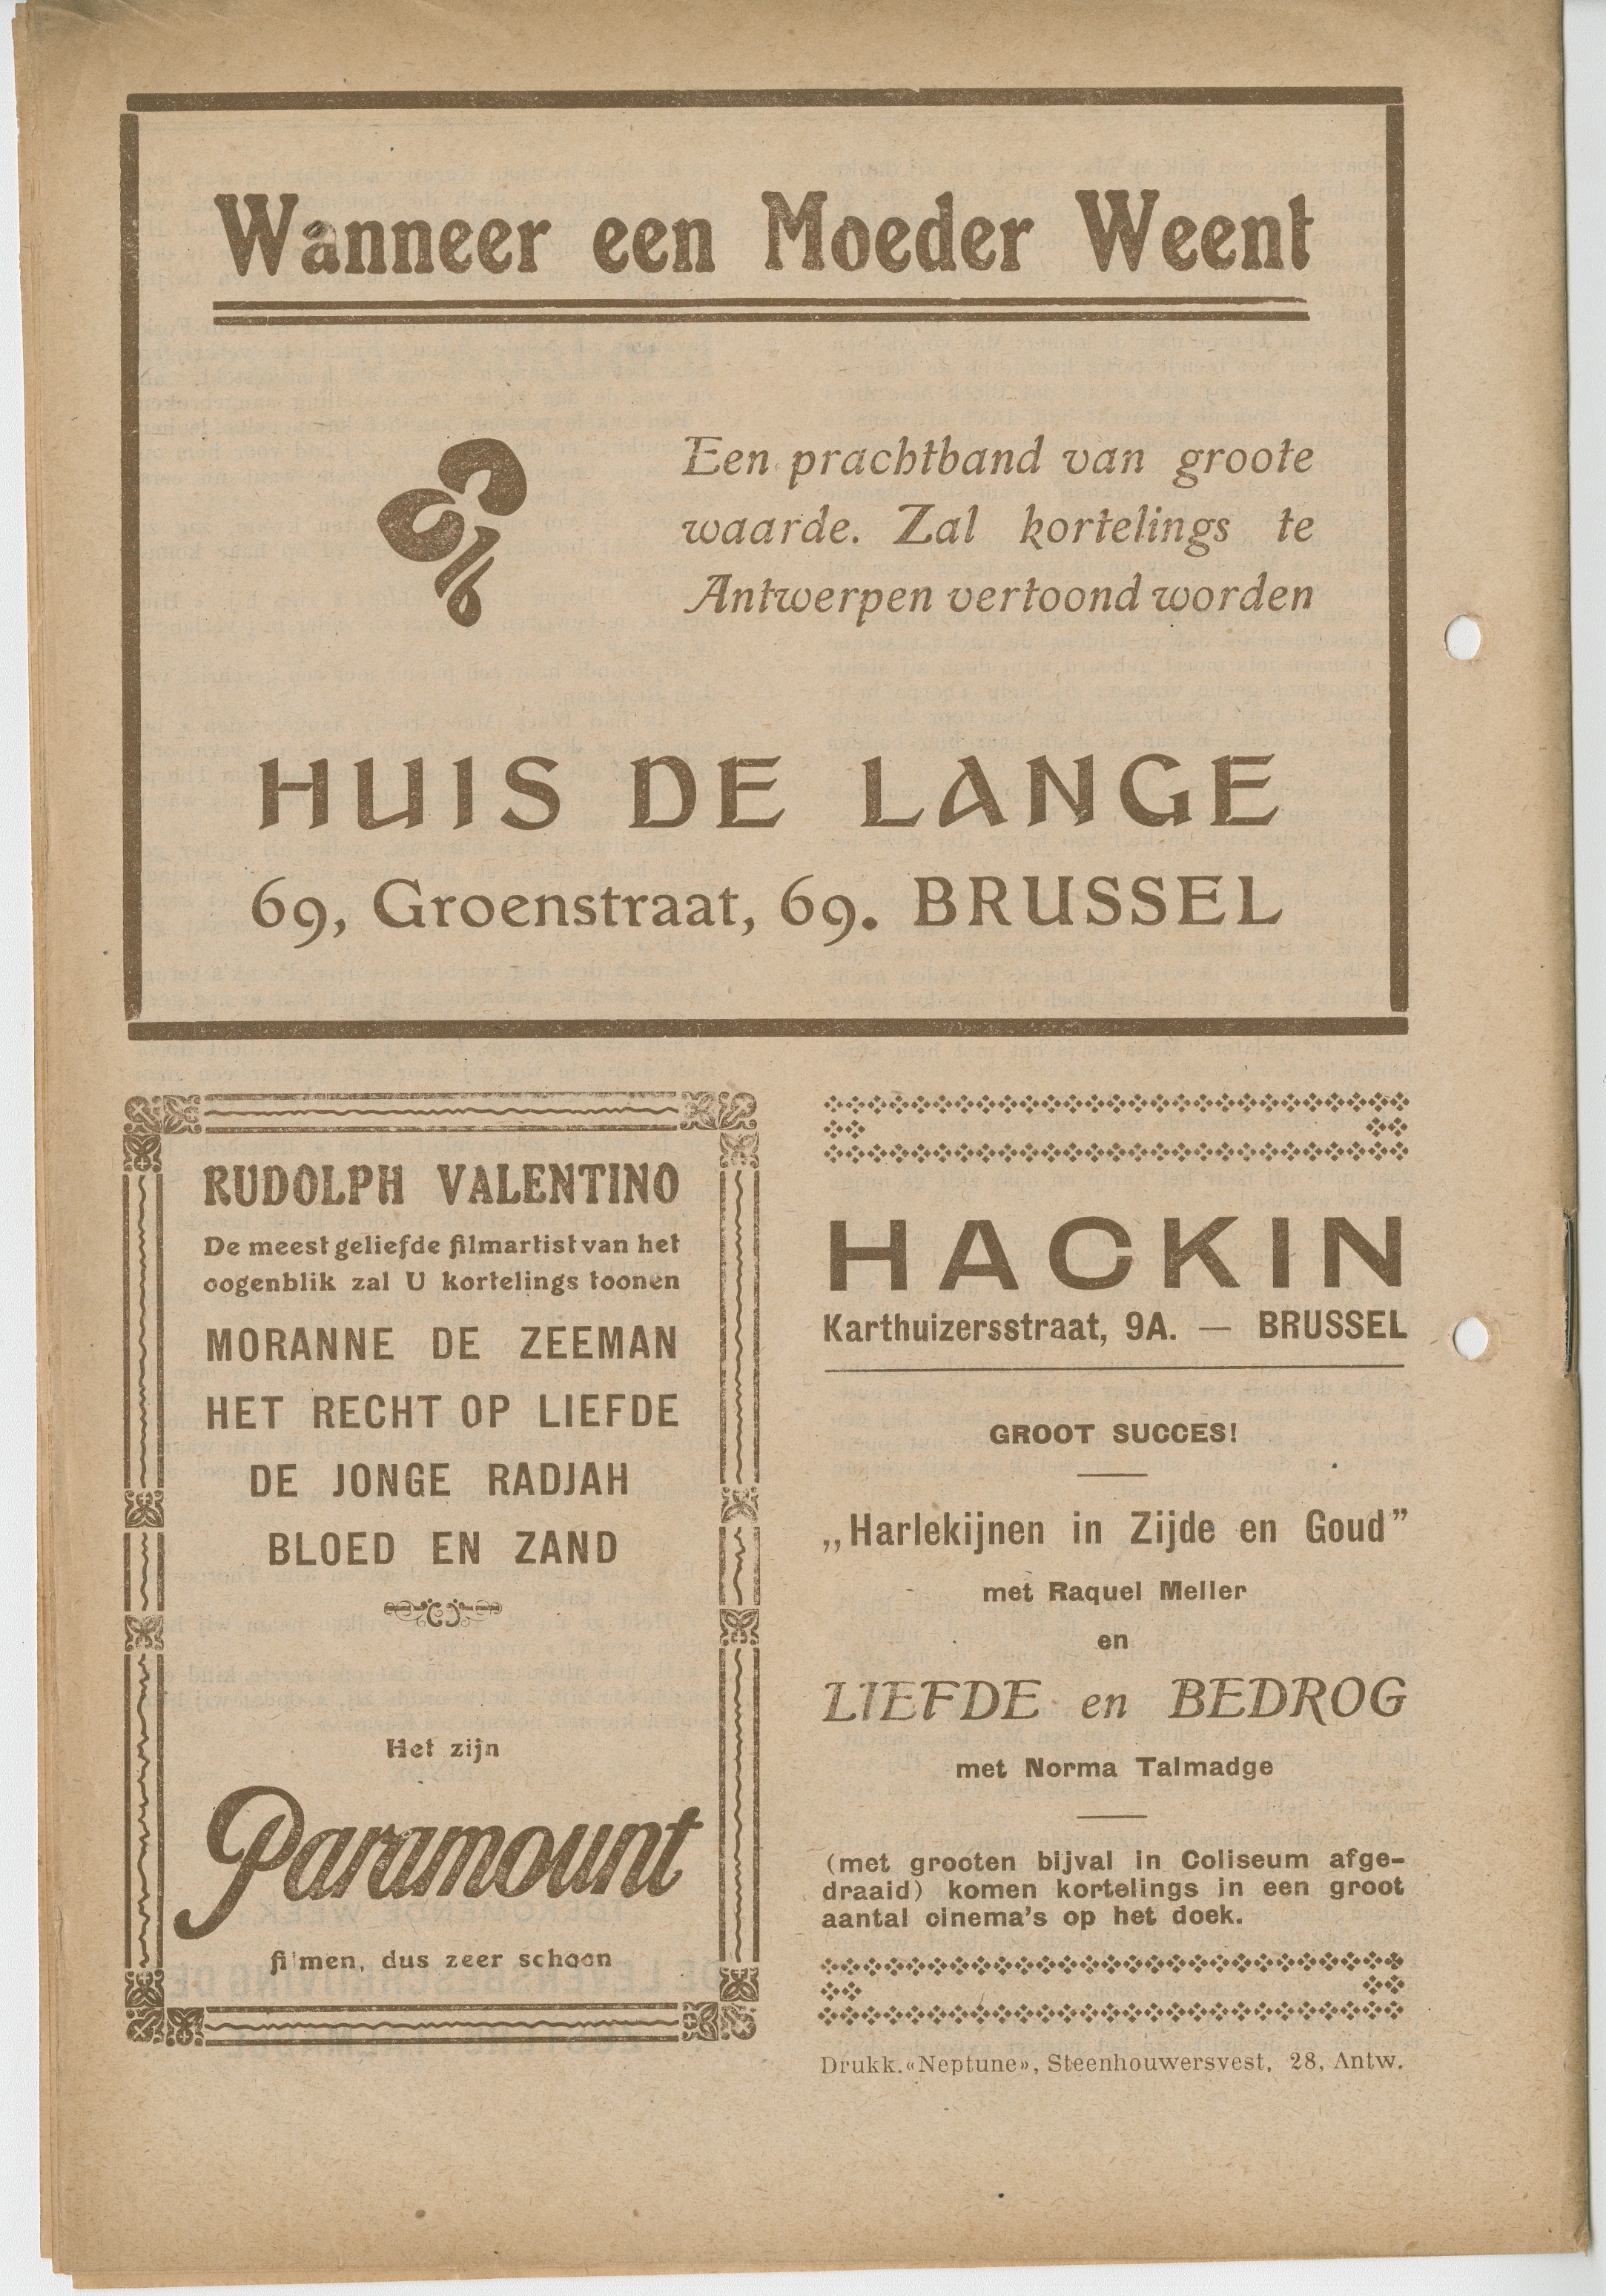 Wanneer een Moeder Weent
Een prachtband van groote
waarde. Zal kortelings te
Antwerpen vertoond worden
HUIS DE LANGE
69, Groenstraat, 69. BRUSSEL
RUDOLPH VALENTINO
De meest geliefde filmartist van het
oogenblik zal U kortelings toonen
MORANNE DE ZEEMAN
HET RECHT OP LIEFDE
DE JONGE RADJAH
BLOED EN ZAND
Het zijn
Paramount
filmen, dus zeer schoon
HACKIN
Karthuizersstraat, 9A. — BRUSSEL
GROOT SUCCES!
„Harlekijnen in Zijde en Goud”
met Raquel Meller
en
LIEFDE en BEDROG
met Norma Talmadge
(met grooten bijval in Coliseum afge-
draaid) komen kortelings in een groot
aantal cinema's op het doek.
Drukk. «Neptune», Steenhouwersvest, 28, Antw.